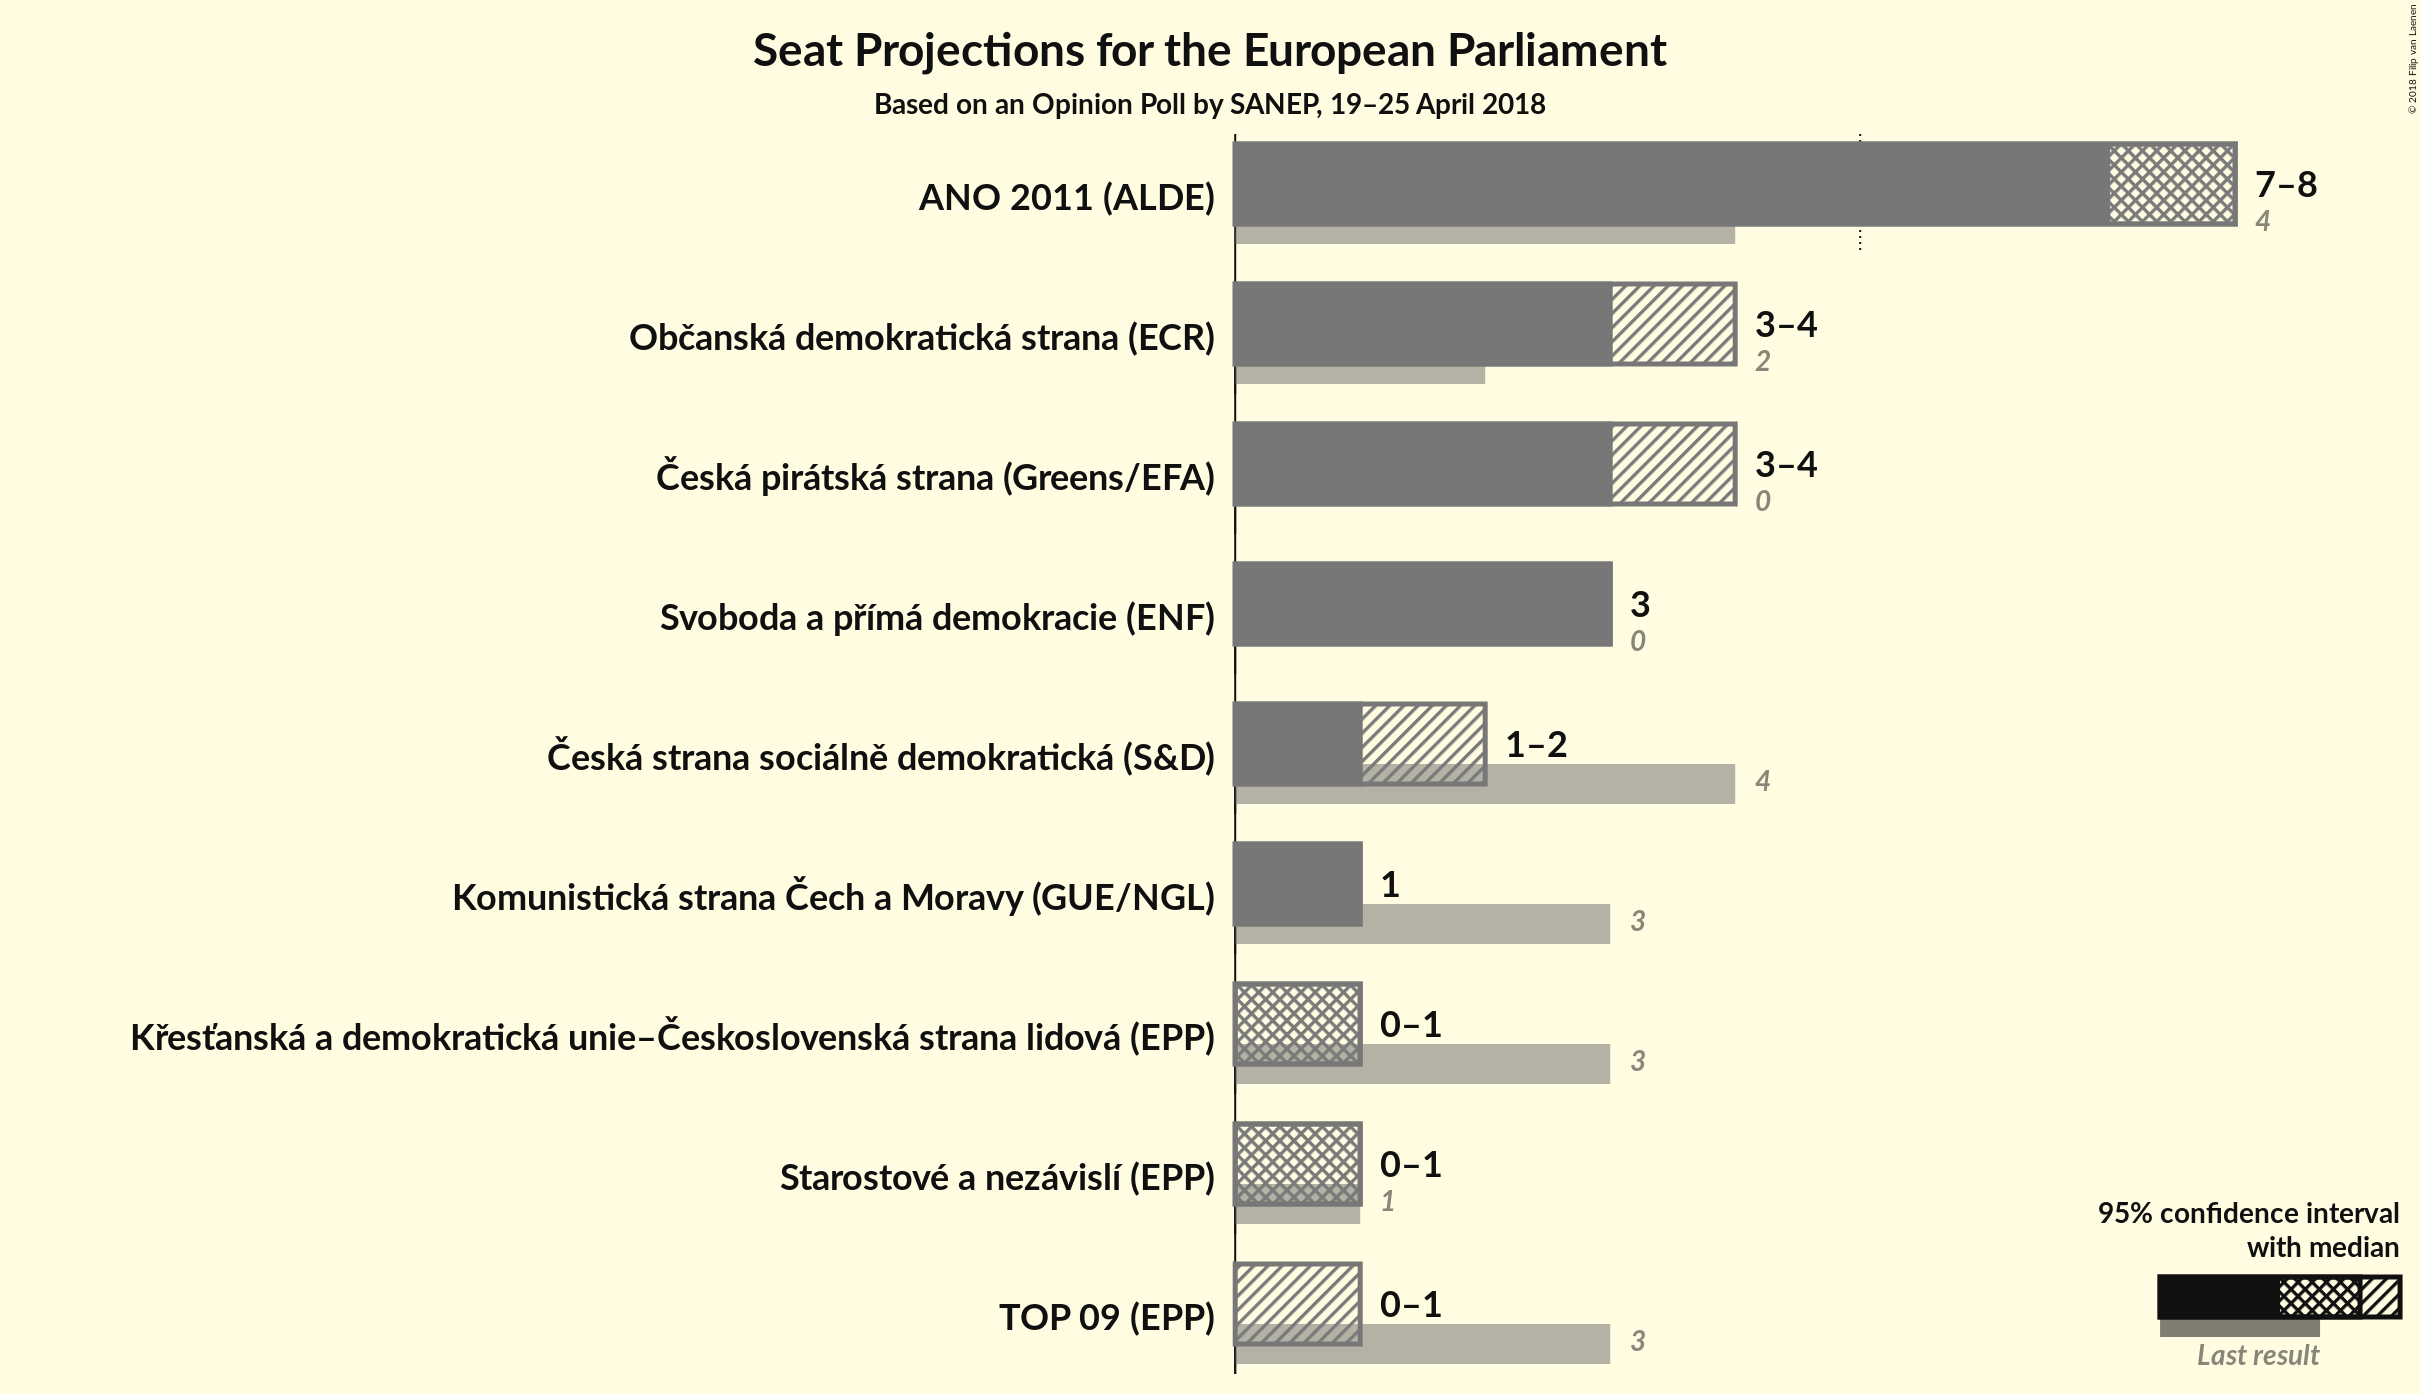 Seat Projections for the European Parliament
Based on an Opinion Poll by SANEP, 19–25 April 2018
© 2018 Filip van Laenen
ANO 2011 (ALDE)
7–8
4
Občanská demokratická strana (ECR)
3–4
2
Česká pirátská strana (Greens/EFA)
3–4
0
Svoboda a přímá demokracie (ENF)
3
0
Česká strana sociálně demokratická (S&D)
1–2
4
Komunistická strana Čech a Moravy (GUE/NGL)
1
3
Křesťanská a demokratická unie–Československá strana lidová (EPP)
0–1
3
Starostové a nezávislí (EPP)
0–1
1
TOP 09 (EPP)
0–1
3
95% confidence interval
with median
Last result